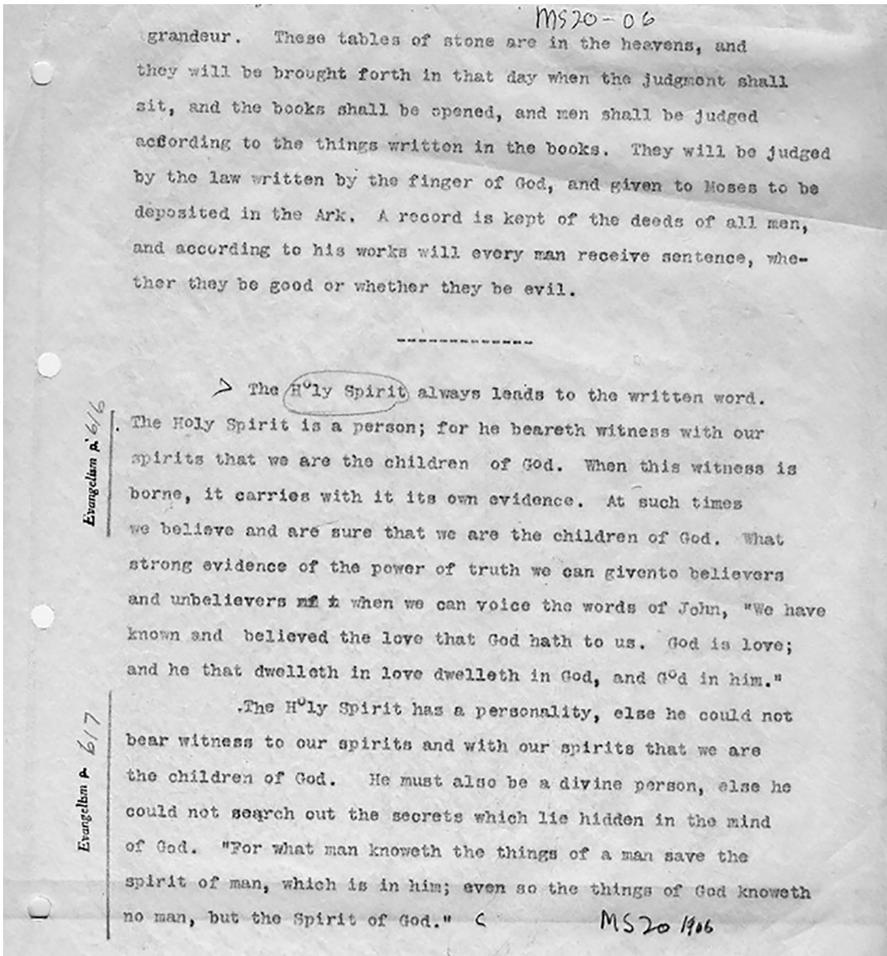 MS20-06
grandeur. These tables of stone are in the heavens, and
they will be brought forth in that day when the judgment shall
sit, and the books shall be opened, and men shall be judged
according to the things written in the books. They will be judged
by the law written by the finger of God, and given to Moses to be
deposited in the Ark. A record is kept of the deeds of all men,
and according to his works will every man receive sentence, whe-
ther they be good or whether they be evil.
--------------
> The Holy Spirit always leads to the written word.
Evangelism p. 616
The Holy Spirit is a person; for he beareth witness with our
spirits that we are the children of God. When this witness is
borne, it carries with it its own evidence. At such times
we believe and are sure that we are the children of God. What
strong evidence of the power of truth we can givento believers
and unbelievers when we can voice the words of John, "We have
known and believed the love that God hath to us. God is love;
and he that dwelleth in love dwelleth in God, and God in him."
Evangelism p. 617
.The Holy Spirit has a personality, else he could not
bear witness to our spirits and with our spirits that we are
the children of God. He must also be a divine person, else he
could not search out the secrets which lie hidden in the mind
of God. "For what man knoweth the things of a man save the
spirit of man, which is in him; even so the things of God knoweth
no man, but the Spirit of God." <
MS20 1906